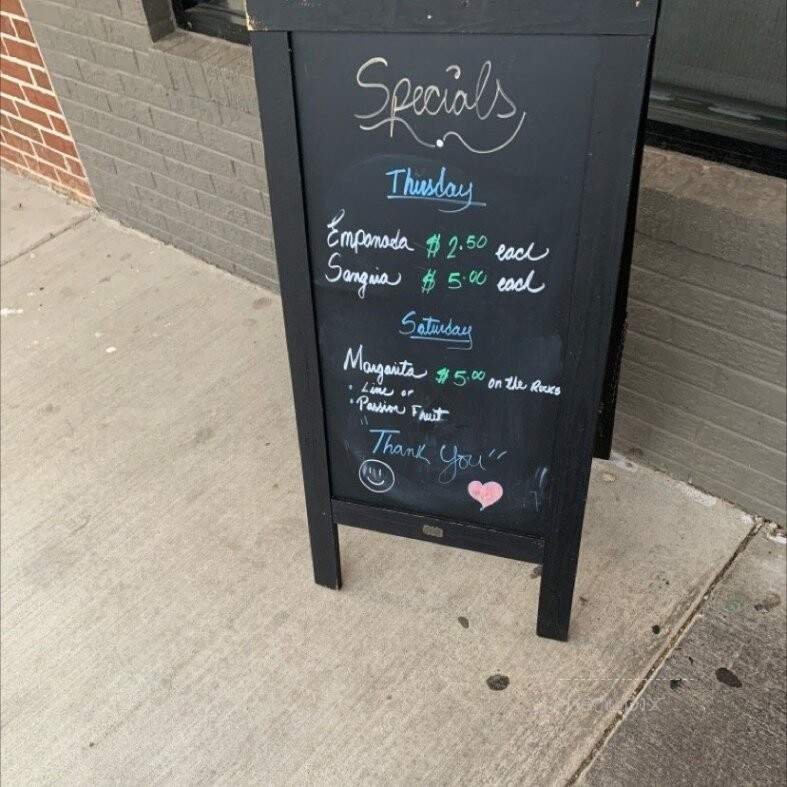 Specials
Thursday
Empanada $ 2.50 each
Sangria $ 5.00 each
Saturday
Margarita $ 5.00 on the Rocks
• Lime or
• Passion Fruit
"Thank You"